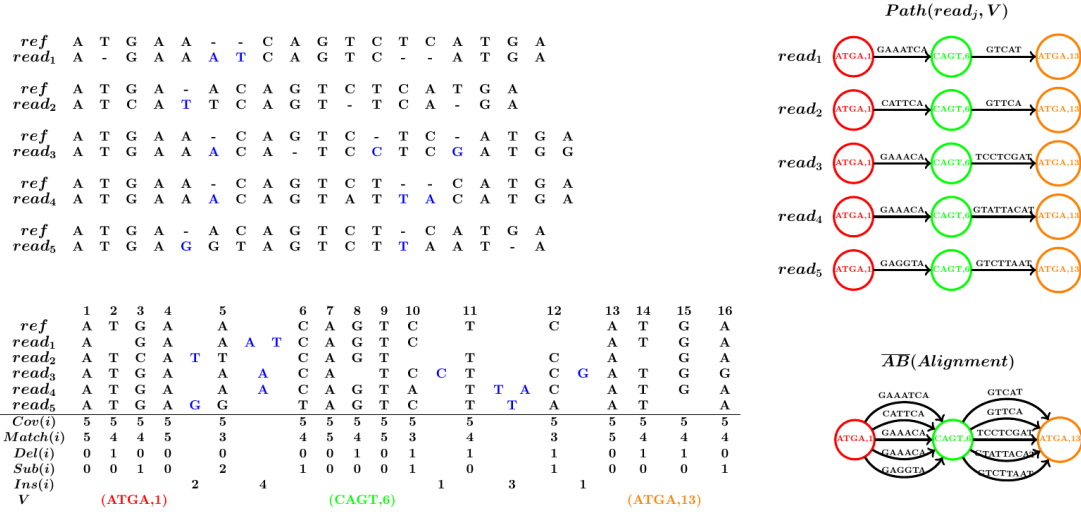 ref A T G A A - - C A G T C T C A T G A
read1 A - G A A A T C A G T C - - A T G A
ref A T G A - A C A G T C T C A T G A
read2 A T C A T T C A G T - T C A - G A
ref A T G A A - C A G T C - T C - A T G A
read3 A T G A A A C A - T C C T C G A T G G
ref A T G A A - C A G T C T - - C A T G A
read4 A T G A A A C A G T A T T A C A T G A
ref A T G A - A C A G T C T - C A T G A
read5 A T G A G G T A G T C T T A A T - A
1 2 3 4 5 6 7 8 9 10 11 12 13 14 15 16
ref A T G A A C A G T C T C A T G A
read1 A G A A A T C A G T C A T G A
read2 A T C A T T C A G T T C A G A
read3 A T G A A A C A T C C T C G A T G G
read4 A T G A A A C A G T A T T A C A T G A
read5 A T G A G G T A G T C T T A A T A
Cov(i) 5 5 5 5 5 5 5 5 5 5 5 5 5 5 5 5
Match(i) 5 4 4 5 3 4 5 4 5 3 4 3 5 4 4 4
Del(i) 0 1 0 0 0 0 0 1 0 1 1 1 0 1 1 0
Sub(i) 0 0 1 0 2 1 0 0 0 1 0 1 0 0 0 1
Ins(i) 2 4 1 3 1
V (ATGA,1) (CAGT,6) (ATGA,13)
Path(readj, V)
read1 ATGA,1 GAAATCA CAGT,6 GTCAT ATGA,13
read2 ATGA,1 CATTCA CAGT,6 GTTCA ATGA,13
read3 ATGA,1 GAAACA CAGT,6 TCCTCGAT ATGA,13
read4 ATGA,1 GAAACA CAGT,6 GTATTACAT ATGA,13
read5 ATGA,1 GAGGTA CAGT,6 GTCTTAAT ATGA,13
AB(Alignment)
GAAATCA GTCAT
CATTCA GTTCA
ATGA,1 GAAACA CAGT,6 TCCTCGAT ATGA,13
GAAACA GTATTACAT
GAGGTA GTCTTAAT